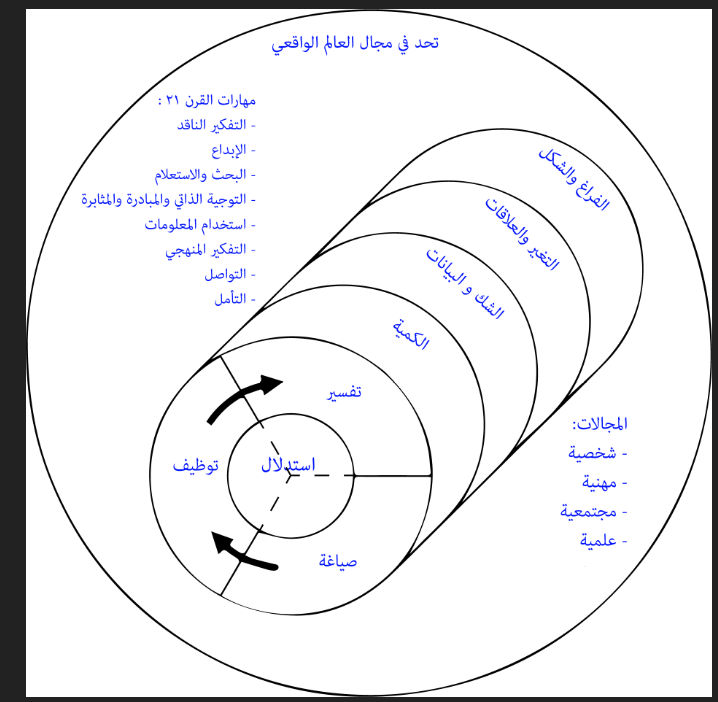 تحد في مجال العالم الواقعي
مهارات القرن ٢١ :
- التفكير الناقد
- الإبداع
- البحث والاستعلام
- التوجية الذاتي والمبادرة والمثابرة
- استخدام المعلومات
- التفكير المنهجي
- التواصل
- التأمل
الفراغ والشكل
التغير والعلاقات
الشك و البيانات
الكمية
تفسير
استدلال
توظيف
صياغة
المجالات:
- شخصية
- مهنية
- مجتمعية
- علمية